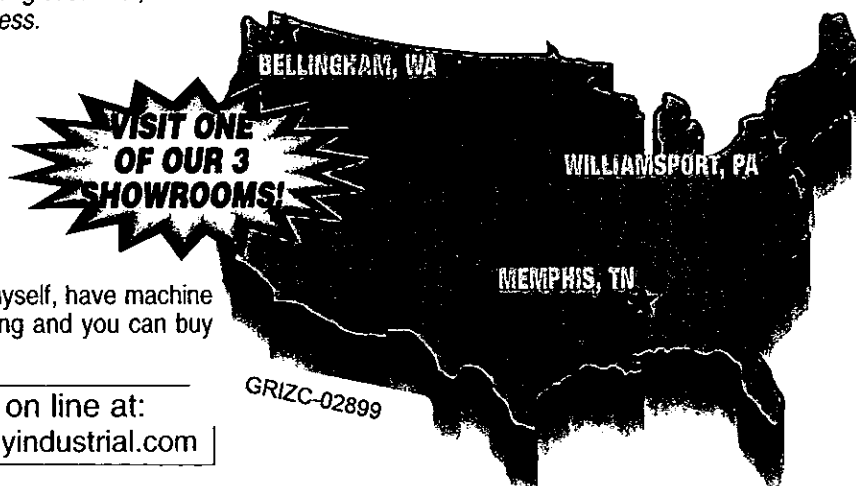 ess.
BELLINGHAM, WA
VISIT ONE
OF OUR 3
SHOWROOMS!
WILLIAMSPORT, PA
MEMPHIS, TN
yself, have machine
ng and you can buy
GRIZC-02899
on line at:
yindustrial.com